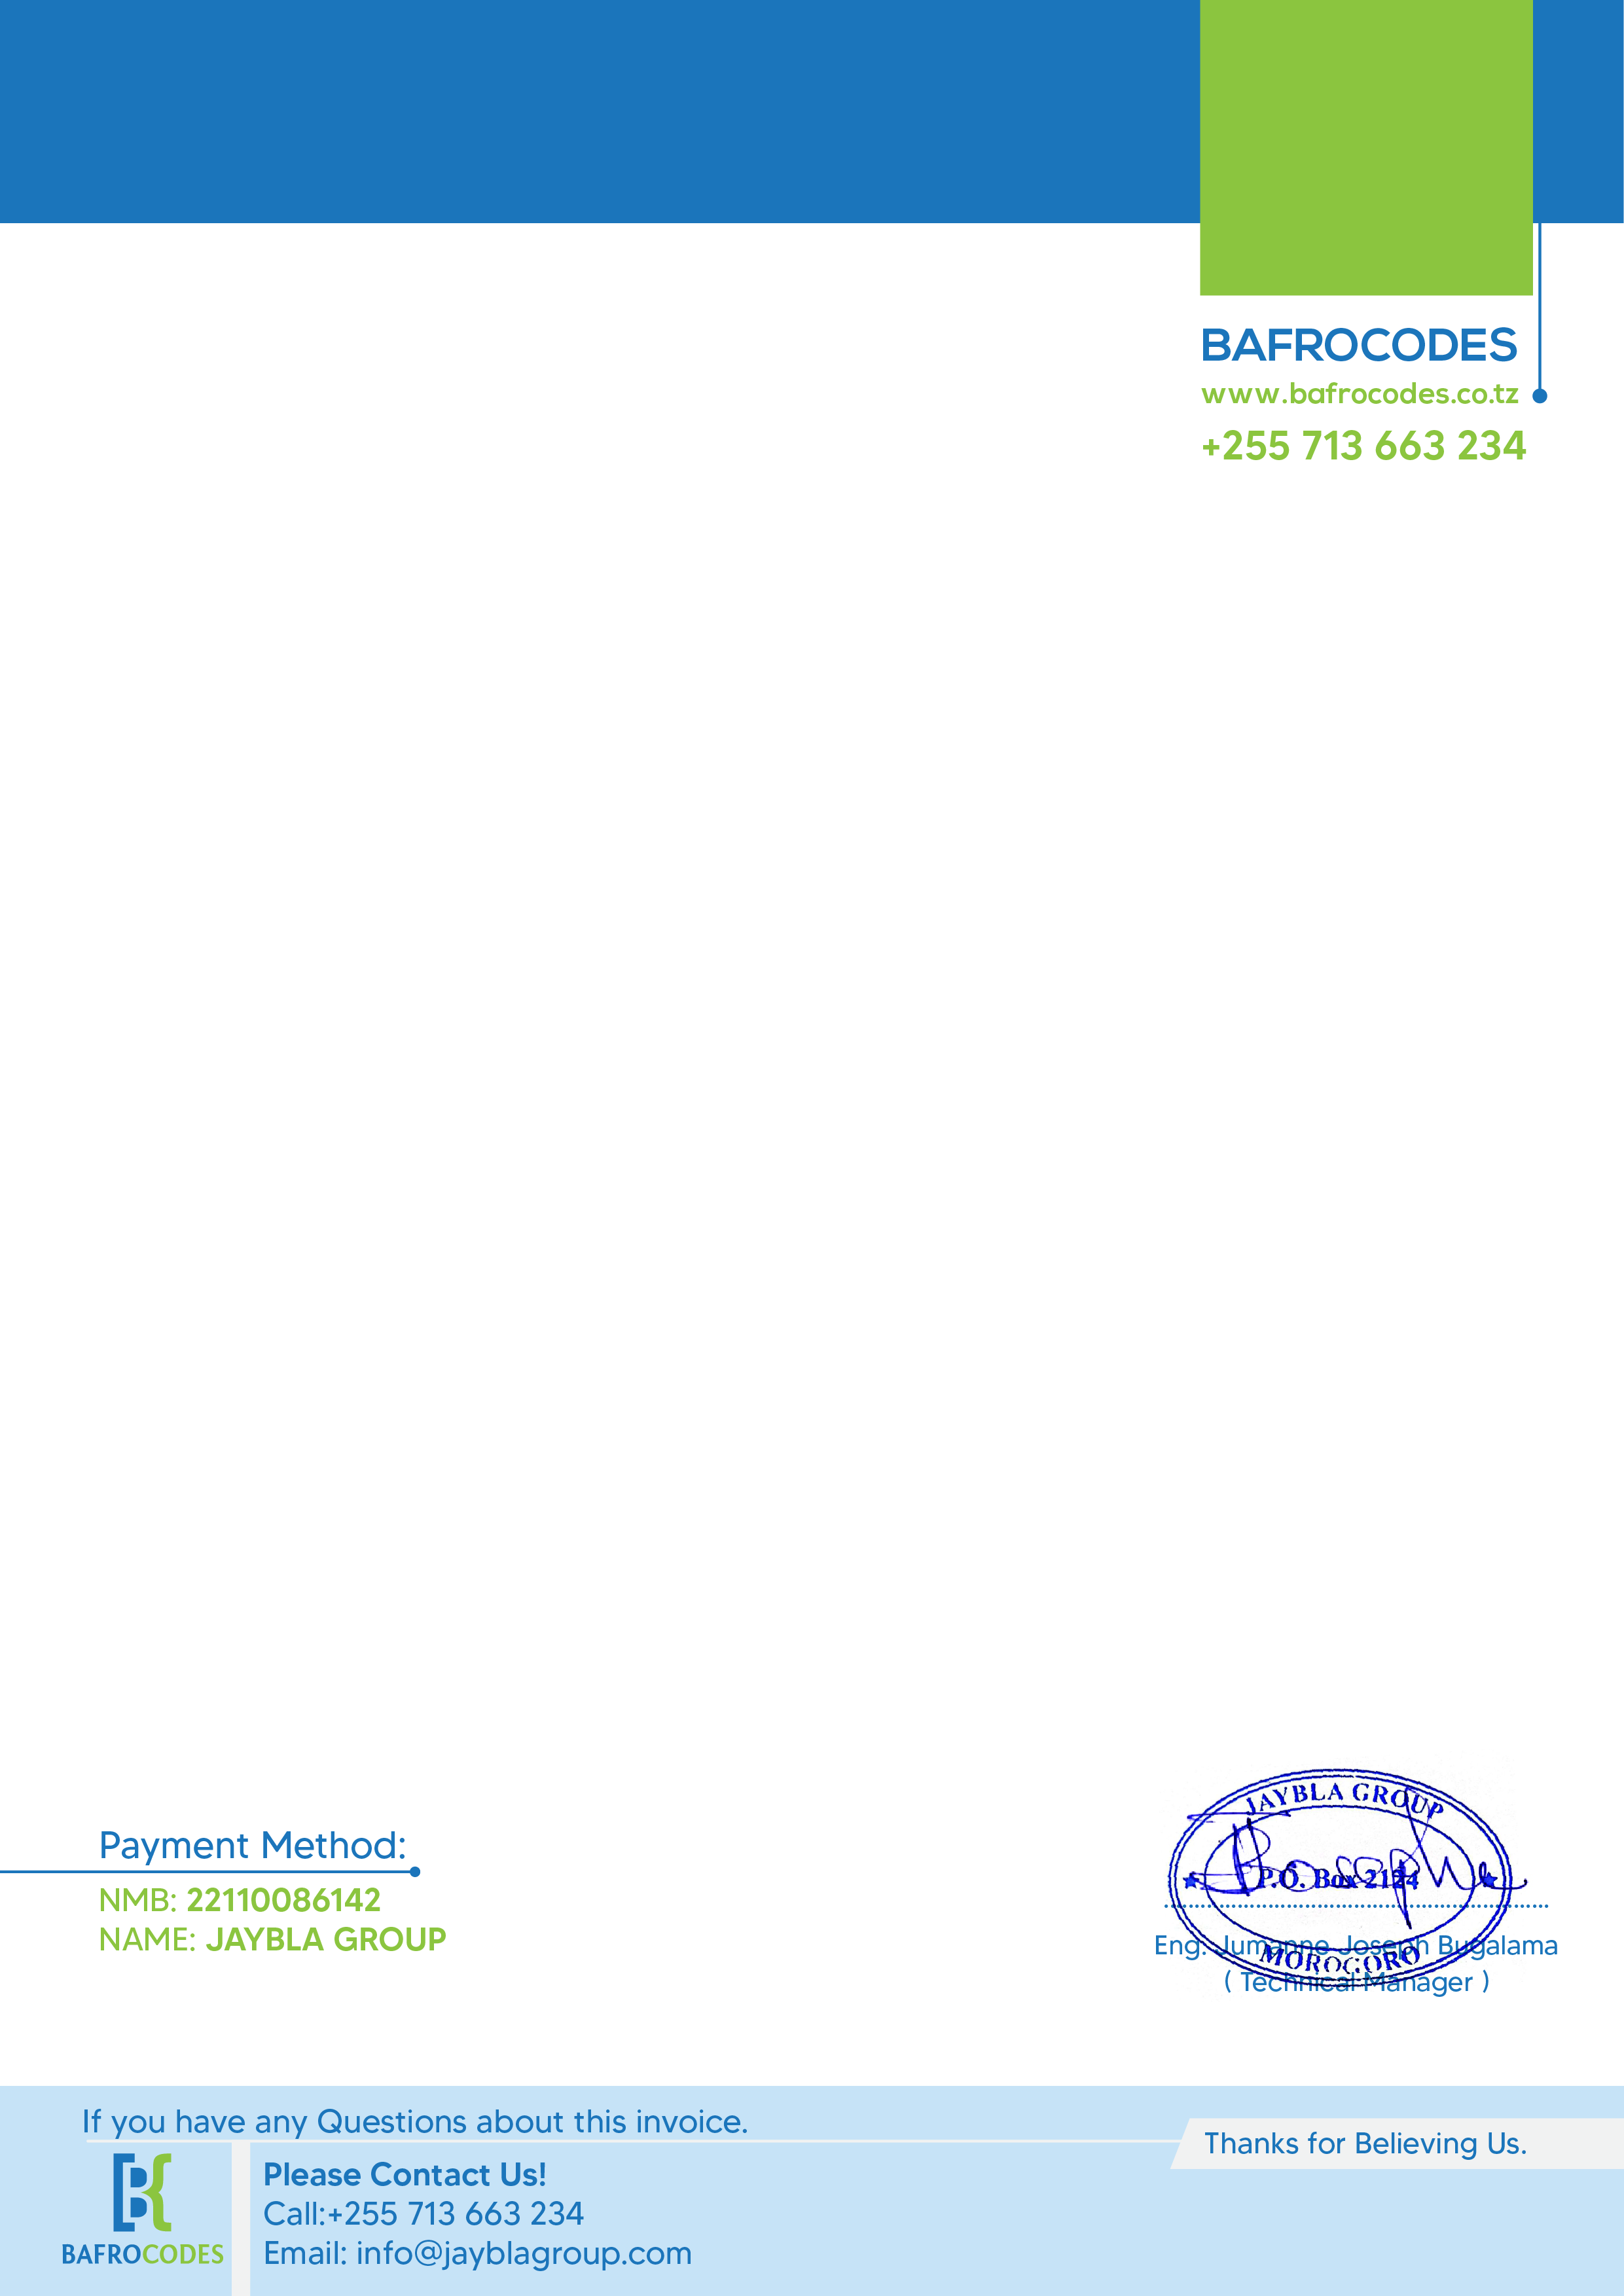 BAFROCODES
www.bafrocodes.co.tz
+255 713 663 234
Payment Method:
NMB: 22110086142
NAME: JAYBLA GROUP
JAYBLA GROUP
P.O. Box 2124
MOROGORO
Eng. Jumanne Joseph Bugalama
( Technical Manager )
If you have any Questions about this invoice.
Thanks for Believing Us.
Please Contact Us!
Call:+255 713 663 234
Email: info@jayblagroup.com
BAFROCODES